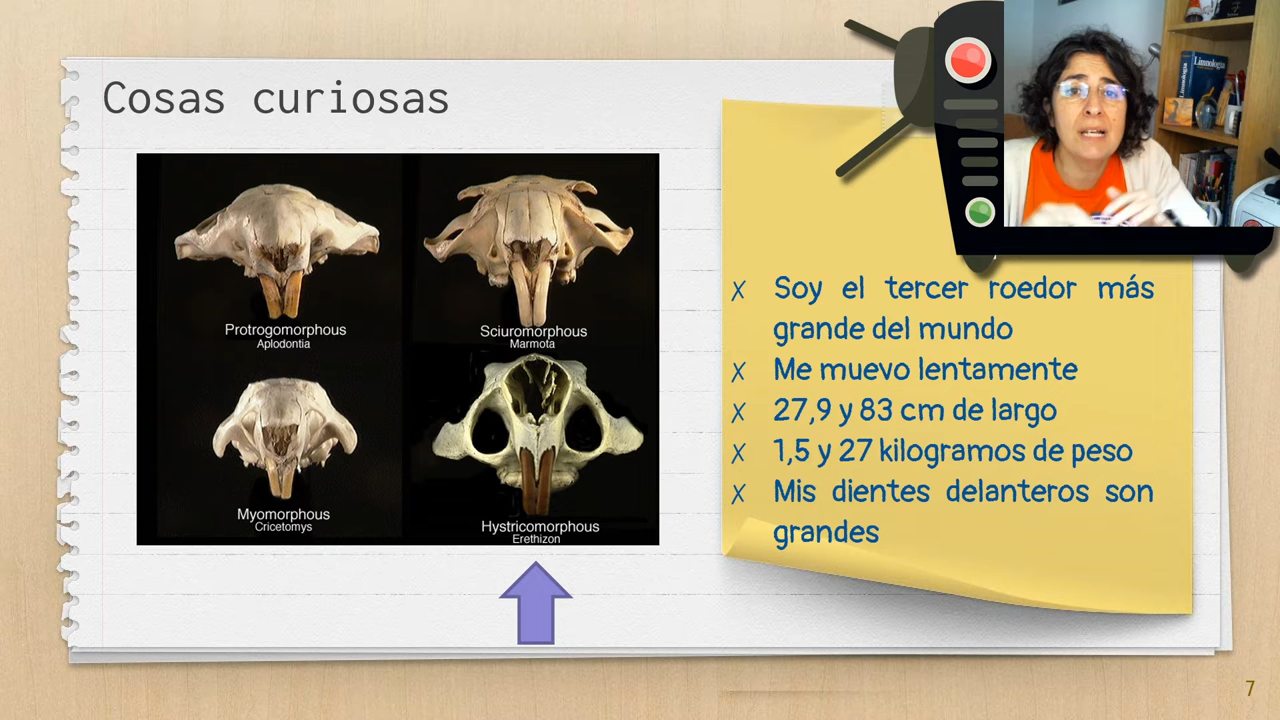 Cosas curiosas
Limnología
Protrogomorphous
Aplodontia
Sciuromorphous
Marmota
Myomorphous
Cricetomys
Hystricomorphous
Erethizon
X Soy el tercer roedor más
grande del mundo
X Me muevo lentamente
X 27,9 y 83 cm de largo
X 1,5 y 27 kilogramos de peso
X Mis dientes delanteros son
grandes
7